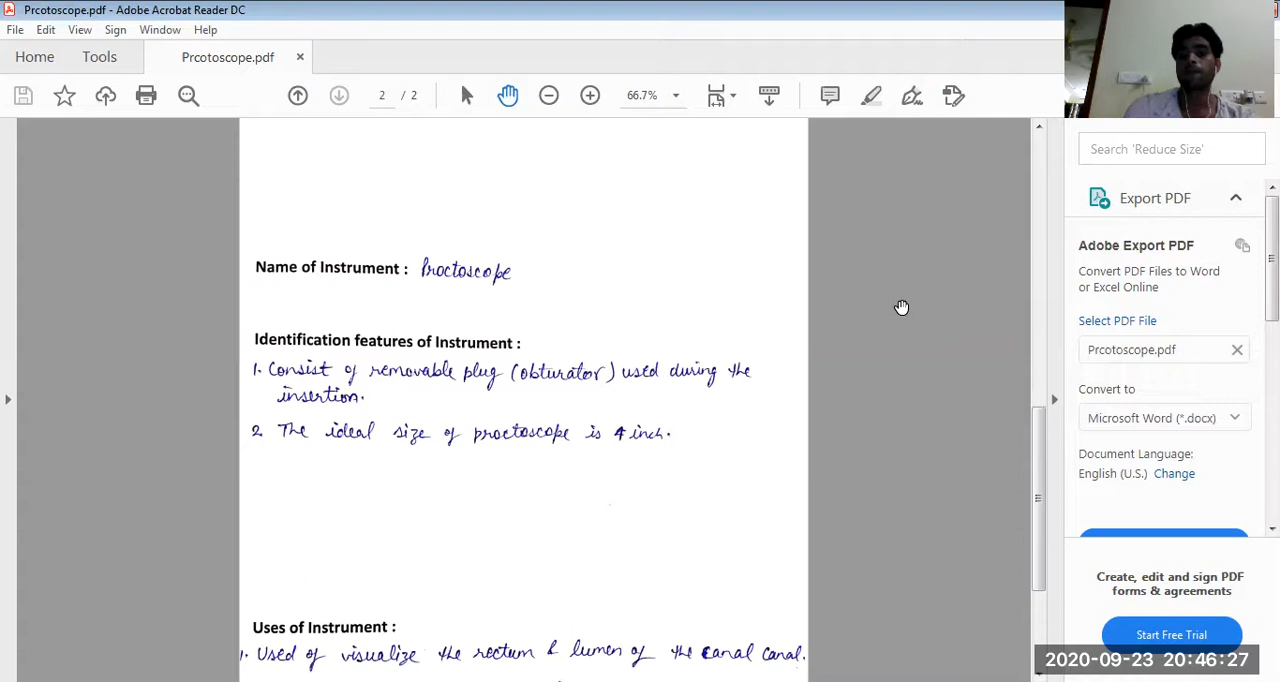 Prcotoscope.pdf - Adobe Acrobat Reader DC
File Edit View Sign Window Help
Home Tools Prcotoscope.pdf ×
2 / 2 66.7%
Search 'Reduce Size'
Export PDF
Adobe Export PDF
Convert PDF Files to Word
or Excel Online
Select PDF File
Prcotoscope.pdf
Convert to
Microsoft Word (*.docx)
Document Language:
English (U.S.) Change
Create, edit and sign PDF
forms & agreements
Start Free Trial
Name of Instrument : Proctoscope
Identification features of Instrument :
1. Consist of removable plug (obturator) used during the
insertion.
2 The ideal size of proctoscope is 4 inch.
Uses of Instrument :
1. Used of visualize the rectum & lumen of the canal canal.
2020-09-23 20:46:27